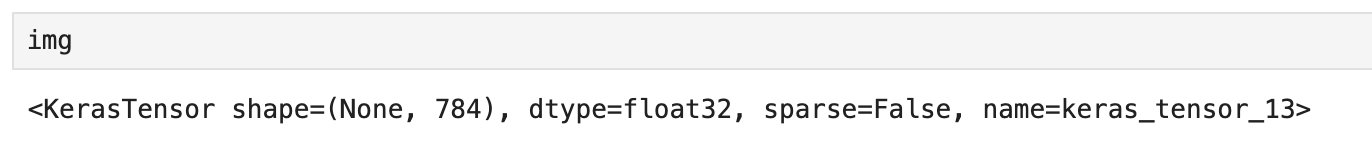 img
<KerasTensor shape=(None, 784), dtype=float32, sparse=False, name=keras_tensor_13>